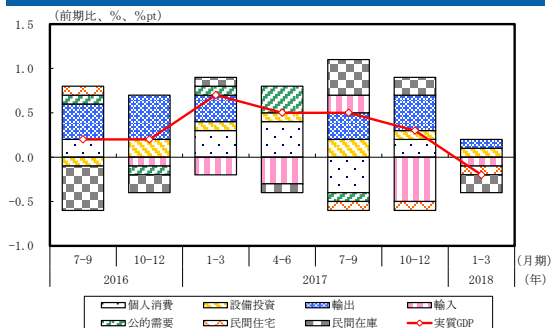 （前期比、％、％pt）
1.5
1.0
0.5
0.0
-0.5
-1.0
7-9 10-12 1-3 4-6 7-9 10-12 1-3 （月期）
2016 2017 2018 （年）
個人消費 設備投資 輸出 輸入
公的需要 民間住宅 民間在庫 実質GDP